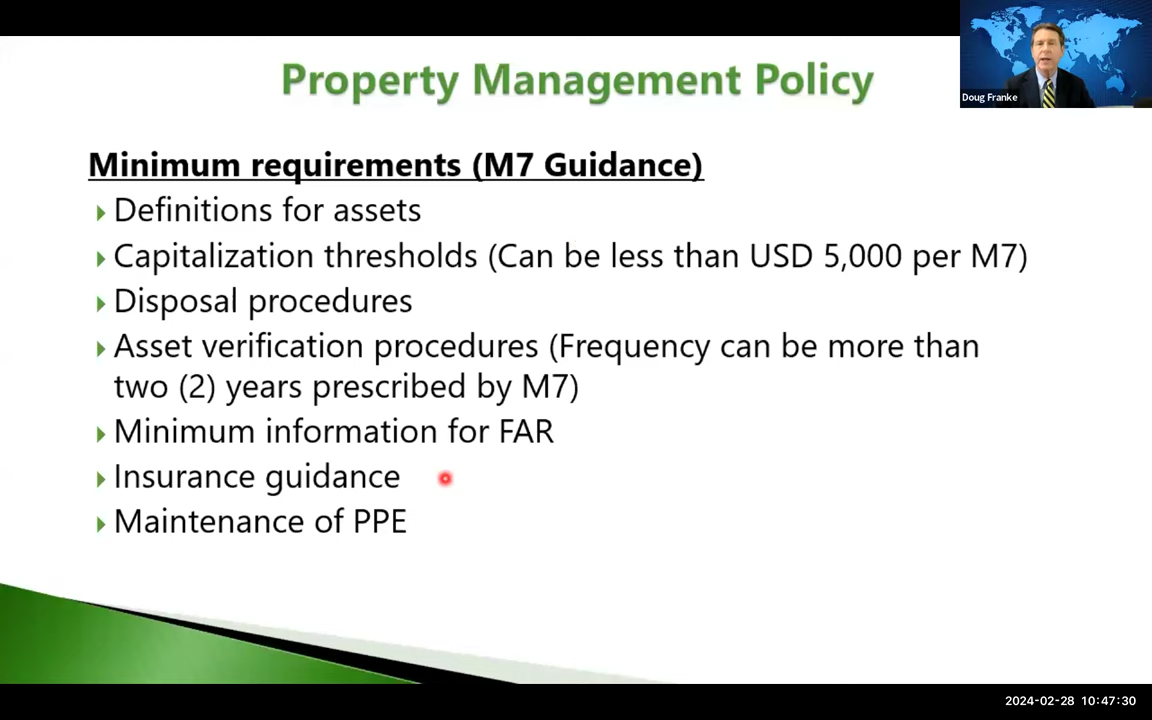 Property Management Policy
Doug Franke
Minimum requirements (M7 Guidance)
Definitions for assets
Capitalization thresholds (Can be less than USD 5,000 per M7)
Disposal procedures
Asset verification procedures (Frequency can be more than
two (2) years prescribed by M7)
Minimum information for FAR
Insurance guidance
Maintenance of PPE
2024-02-28 10:47:30